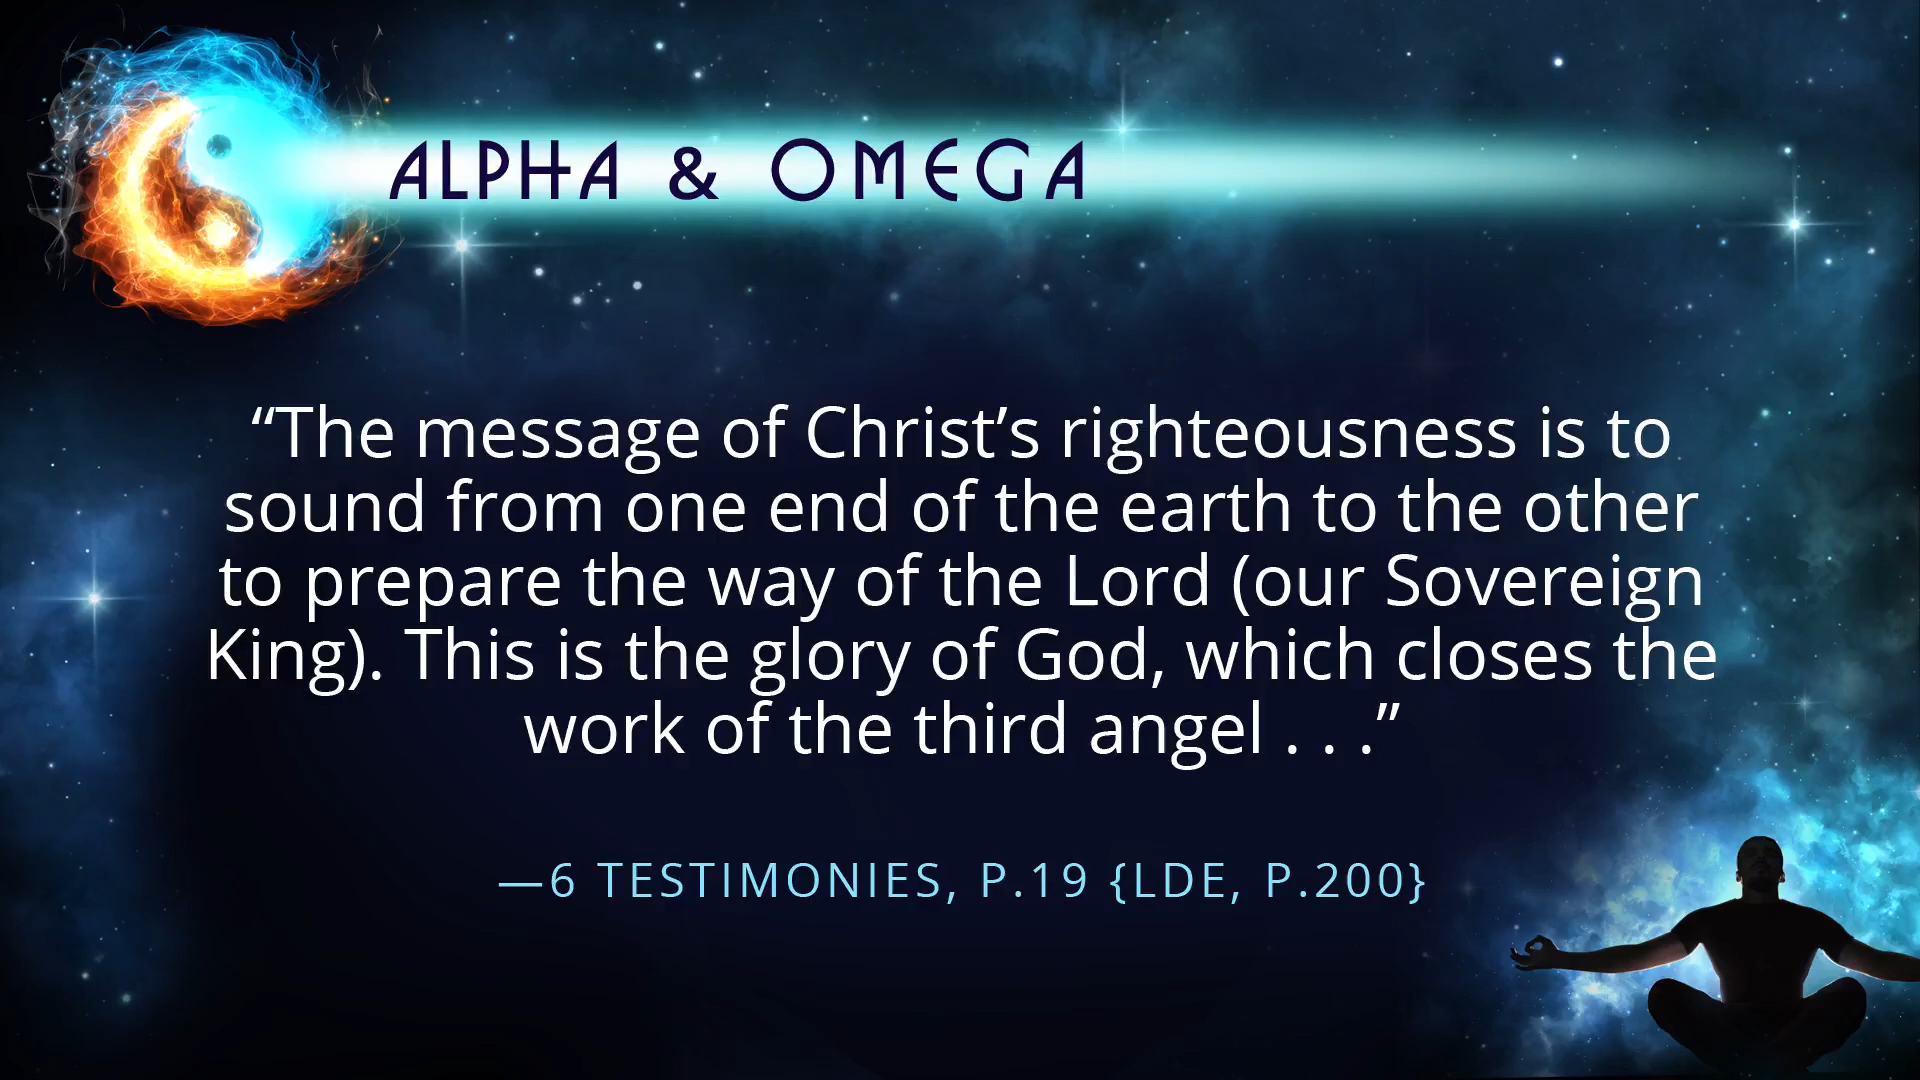 ALPHA & OMEGA
“The message of Christ’s righteousness is to
sound from one end of the earth to the other
to prepare the way of the Lord (our Sovereign
King). This is the glory of God, which closes the
work of the third angel . . .”
—6 TESTIMONIES, P.19 {LDE, P.200}